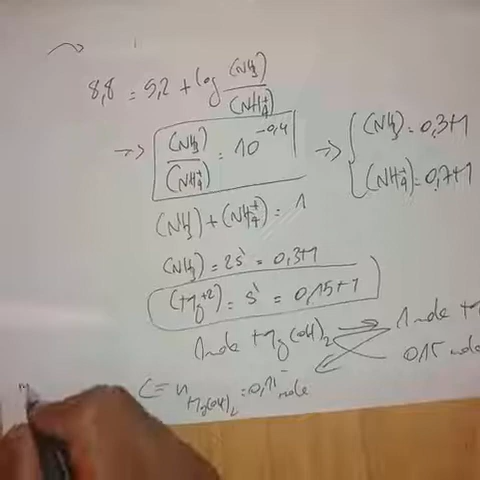 8,8 = 9,2 + log (NH3)/(NH4+)
=> (NH3)/(NH4+) = 10^-0,4 => { (NH3) = 0,3M
(NH4+) = 0,7M
(NH3) + (NH4+) = 1
(NH3) = 2s' = 0,3M
(Mg+2) = s' = 0,15M
1 mole Mg(OH)2 -> 1 mole M
0,15 mole
C = n Mg(OH)2 = 0,15 mole